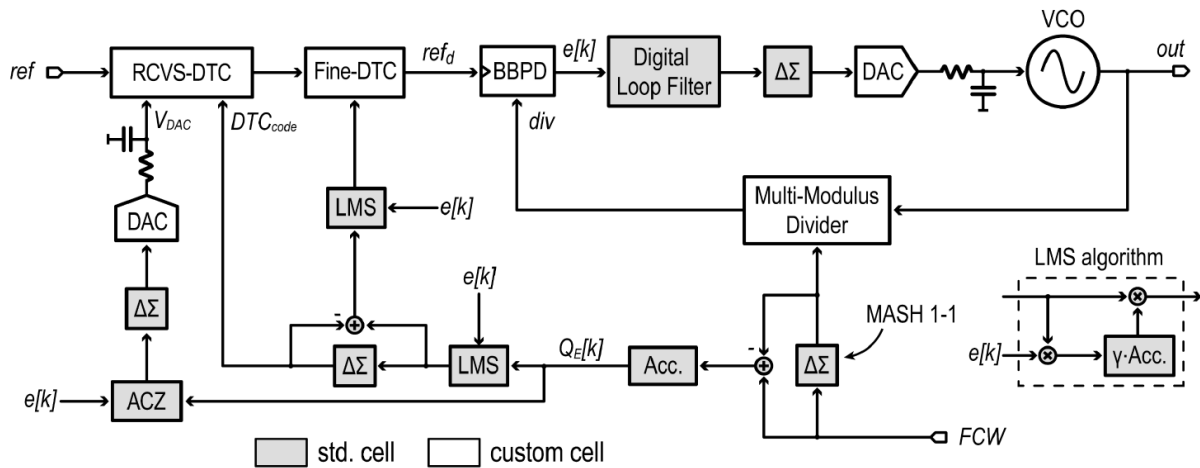 VCO
ref
RCVS-DTC
Fine-DTC
ref_d
BBPD
e[k]
Digital
Loop Filter
ΔΣ
DAC
out
V_DAC
DTC_code
div
DAC
LMS
e[k]
Multi-Modulus
Divider
LMS algorithm
e[k]
ΔΣ
MASH 1-1
-
-
Q_E[k]
ΔΣ
LMS
Acc.
ΔΣ
e[k]
γ·Acc.
e[k]
ACZ
FCW
std. cell
custom cell